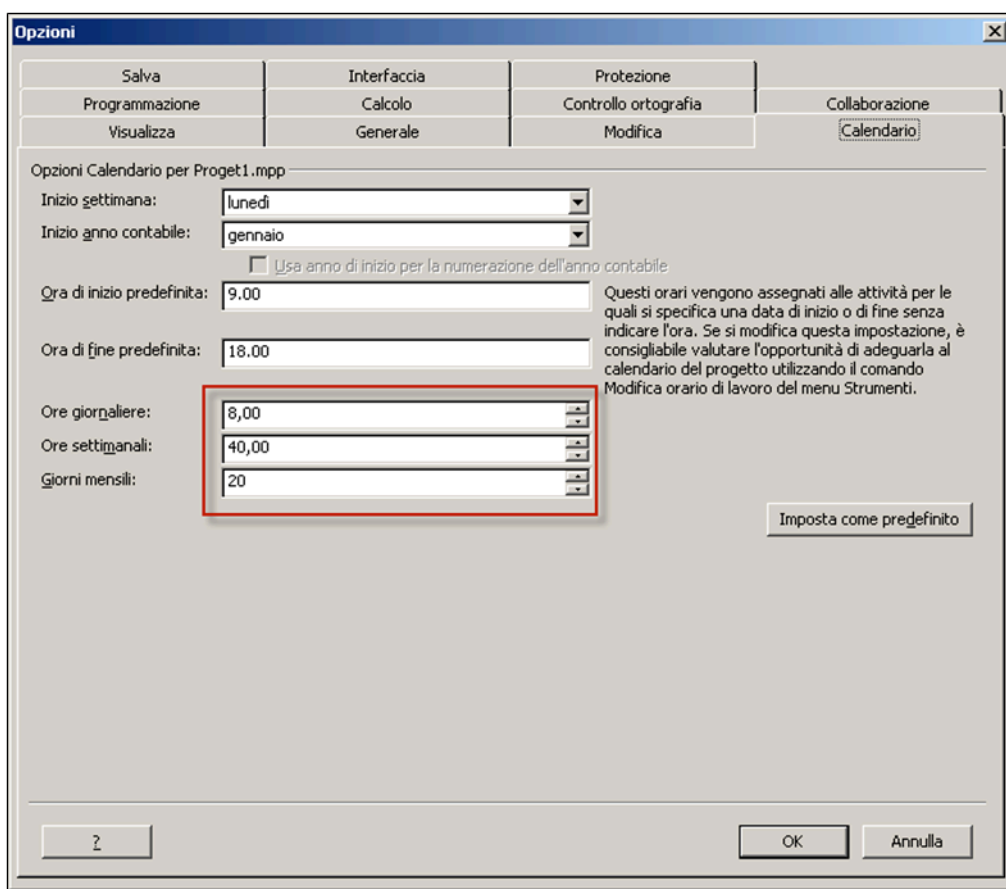 Opzioni
Salva
Interfaccia
Protezione
Programmazione
Calcolo
Controllo ortografia
Collaborazione
Visualizza
Generale
Modifica
Calendario
Opzioni Calendario per Proget1.mpp
Inizio settimana:
lunedì
Inizio anno contabile:
gennaio
Usa anno di inizio per la numerazione dell'anno contabile
Ora di inizio predefinita:
9.00
Questi orari vengono assegnati alle attività per le
quali si specifica una data di inizio o di fine senza
indicare l'ora. Se si modifica questa impostazione, è
consigliabile valutare l'opportunità di adeguarla al
calendario del progetto utilizzando il comando
Modifica orario di lavoro del menu Strumenti.
Ora di fine predefinita:
18.00
Ore giornaliere:
8,00
Ore settimanali:
40,00
Giorni mensili:
20
Imposta come predefinito
?
OK
Annulla